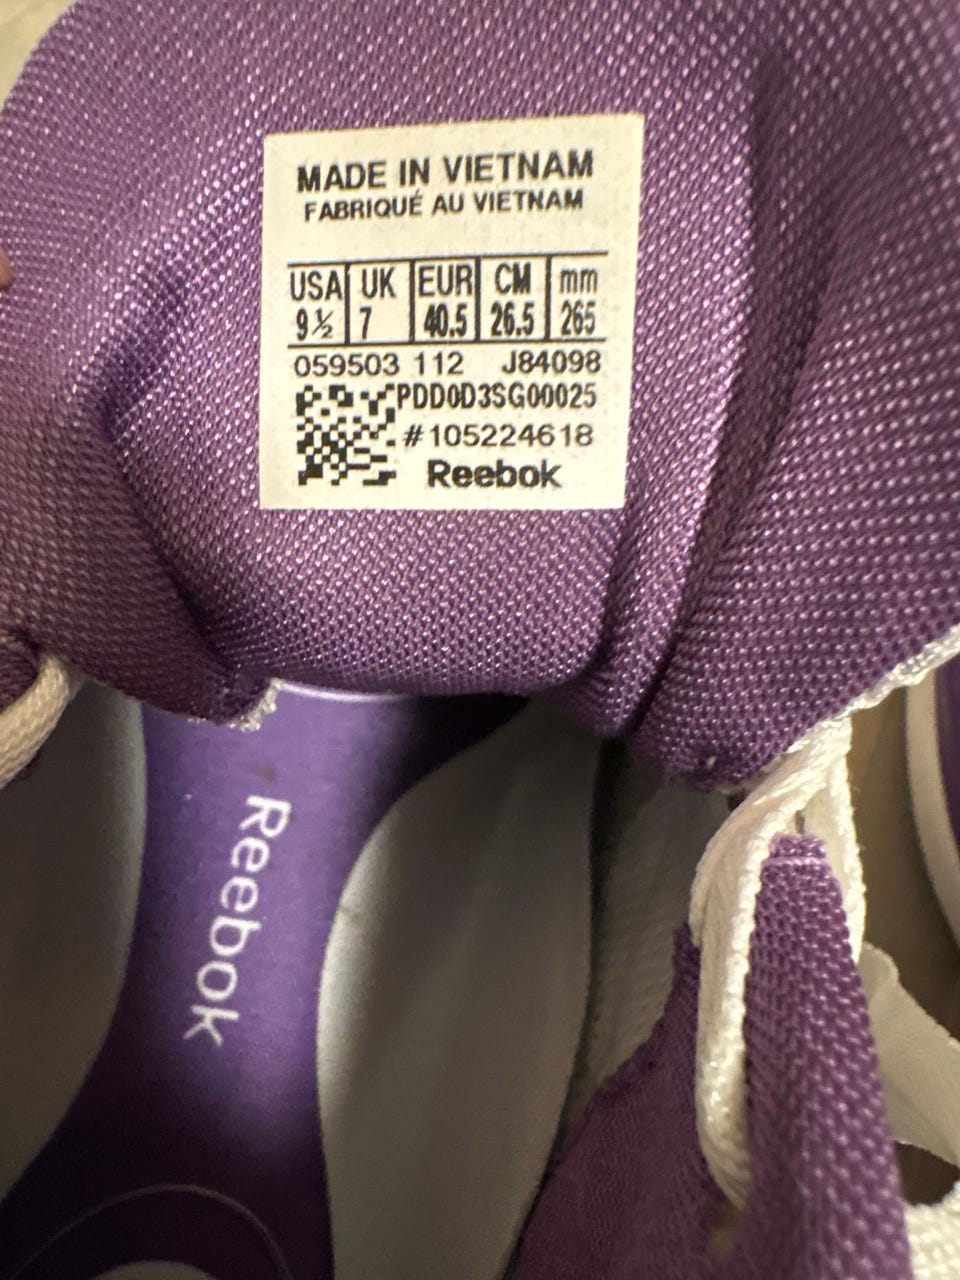 MADE IN VIETNAM
FABRIQUÉ AU VIETNAM
USA UK EUR CM mm
9½ 7 40.5 26.5 265
059503 112 J84098
PDD0D3SG00025
#105224618
Reebok
Reebok